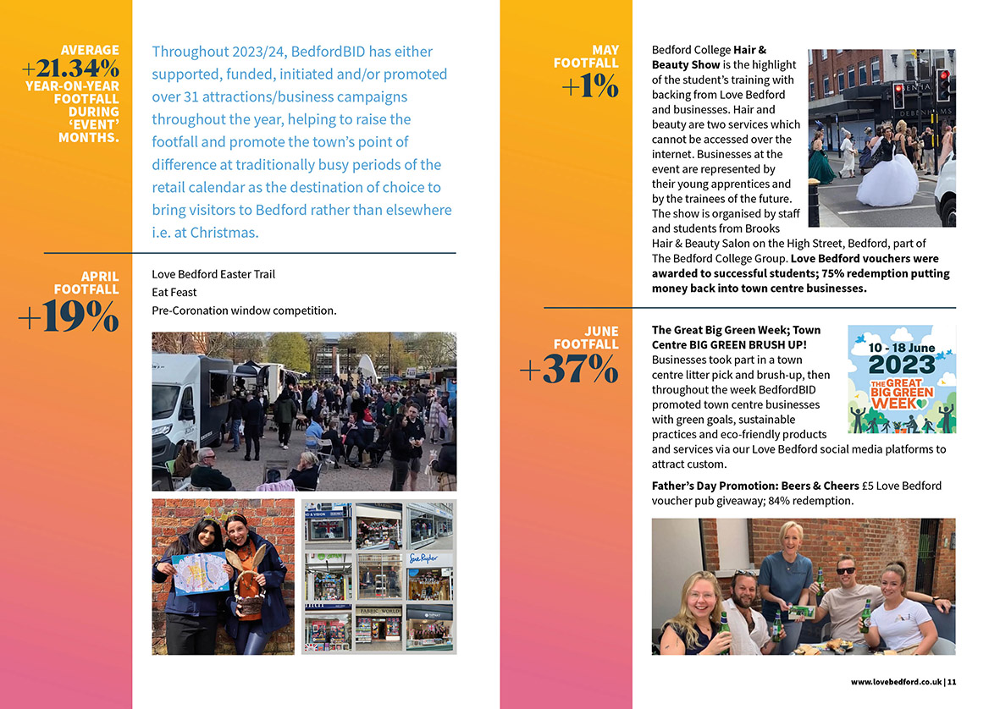 AVERAGE
+21.34%
YEAR-ON-YEAR
FOOTFALL
DURING
‘EVENT’
MONTHS.
Throughout 2023/24, BedfordBID has either
supported, funded, initiated and/or promoted
over 31 attractions/business campaigns
throughout the year, helping to raise the
footfall and promote the town’s point of
difference at traditionally busy periods of the
retail calendar as the destination of choice to
bring visitors to Bedford rather than elsewhere
i.e. at Christmas.
APRIL
FOOTFALL
+19%
Love Bedford Easter Trail
Eat Feast
Pre-Coronation window competition.
& VISION
Sue Ryder
FABRIC WORLD
MAY
FOOTFALL
+1%
Bedford College Hair &
Beauty Show is the highlight
of the student’s training with
backing from Love Bedford
and businesses. Hair and
beauty are two services which
cannot be accessed over the
internet. Businesses at the
event are represented by
their young apprentices and
by the trainees of the future.
The show is organised by staff
and students from Brooks
Hair & Beauty Salon on the High Street, Bedford, part of
The Bedford College Group. Love Bedford vouchers were
awarded to successful students; 75% redemption putting
money back into town centre businesses.
DEBENHAMS
JUNE
FOOTFALL
+37%
The Great Big Green Week; Town
Centre BIG GREEN BRUSH UP!
Businesses took part in a town
centre litter pick and brush-up, then
throughout the week BedfordBID
promoted town centre businesses
with green goals, sustainable
practices and eco-friendly products
and services via our Love Bedford social media platforms to
attract custom.
10 - 18 June
2023
THE GREAT
BIG GREEN
WEEK
Father’s Day Promotion: Beers & Cheers £5 Love Bedford
voucher pub giveaway; 84% redemption.
www.lovebedford.co.uk | 11